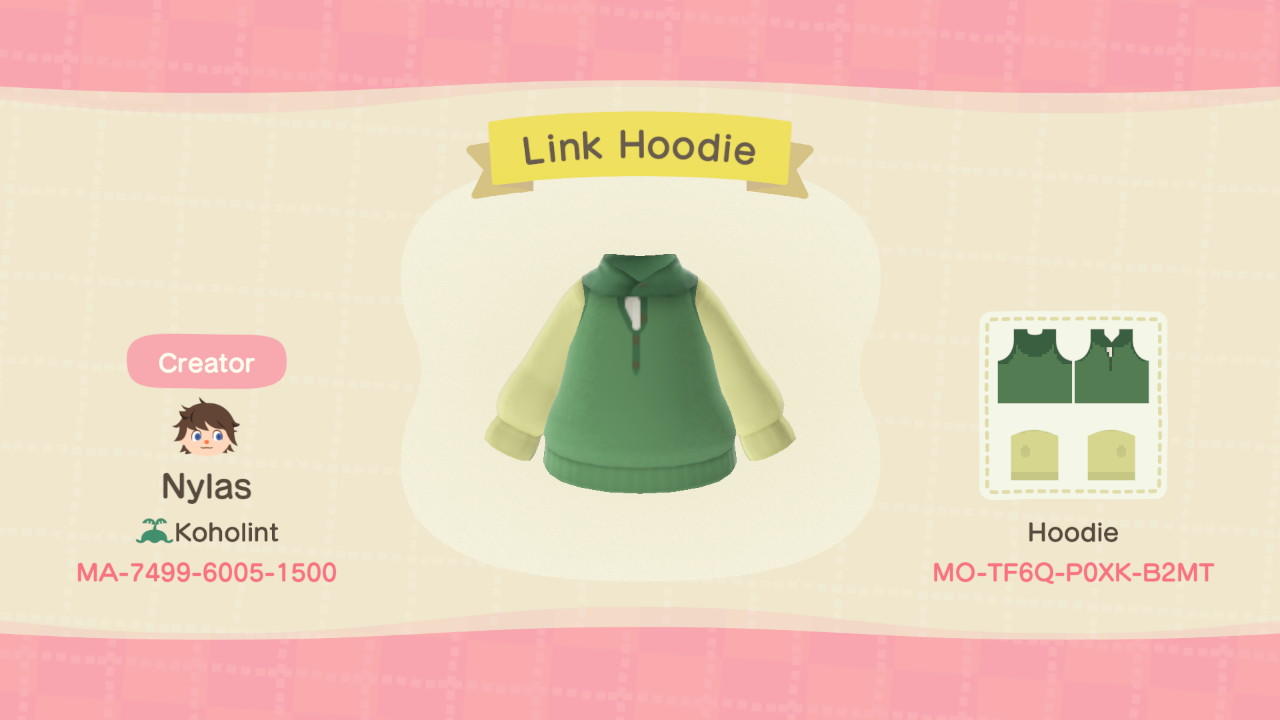 Link Hoodie
Creator
Nylas
Koholint
MA-7499-6005-1500
Hoodie
MO-TF6Q-P0XK-B2MT